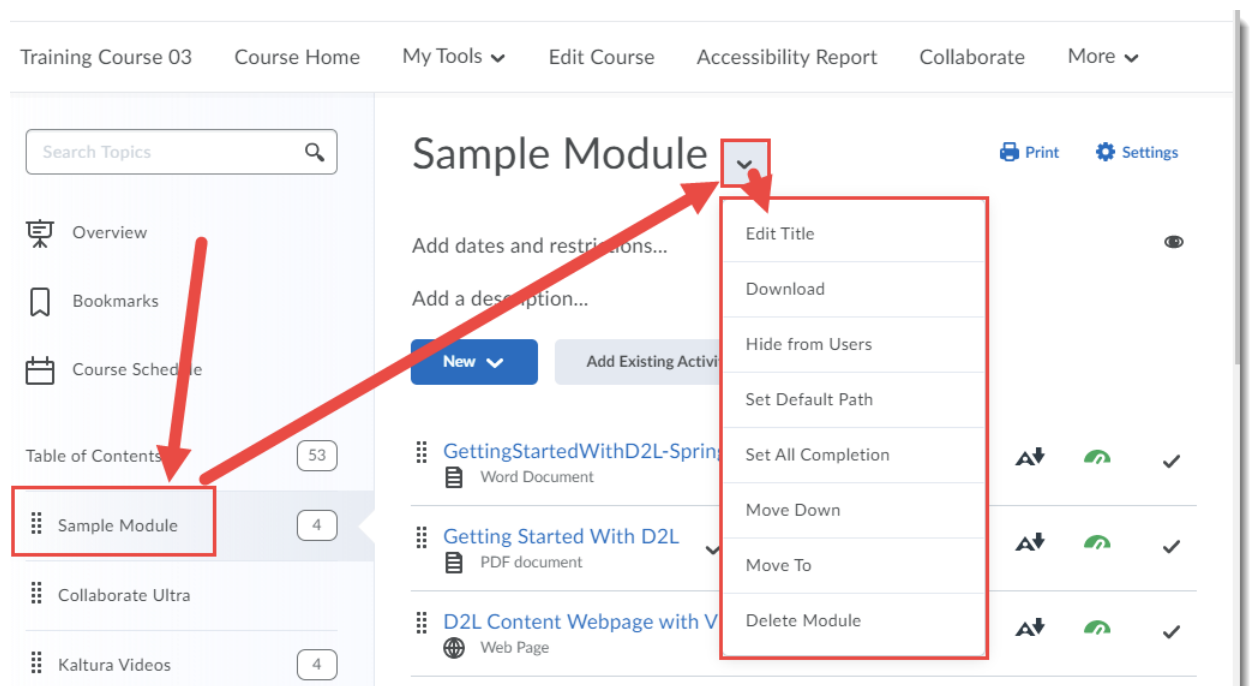 Training Course 03 Course Home My Tools Edit Course Accessibility Report Collaborate More
Search Topics
Overview
Bookmarks
Course Schedule
Table of Contents 53
Sample Module 4
Collaborate Ultra
Kaltura Videos 4
Sample Module
Print Settings
Add dates and restrictions...
Add a description...
New Add Existing Activi
GettingStartedWithD2L-Spring
Word Document
Getting Started With D2L
PDF document
D2L Content Webpage with V
Web Page
Edit Title
Download
Hide from Users
Set Default Path
Set All Completion
Move Down
Move To
Delete Module